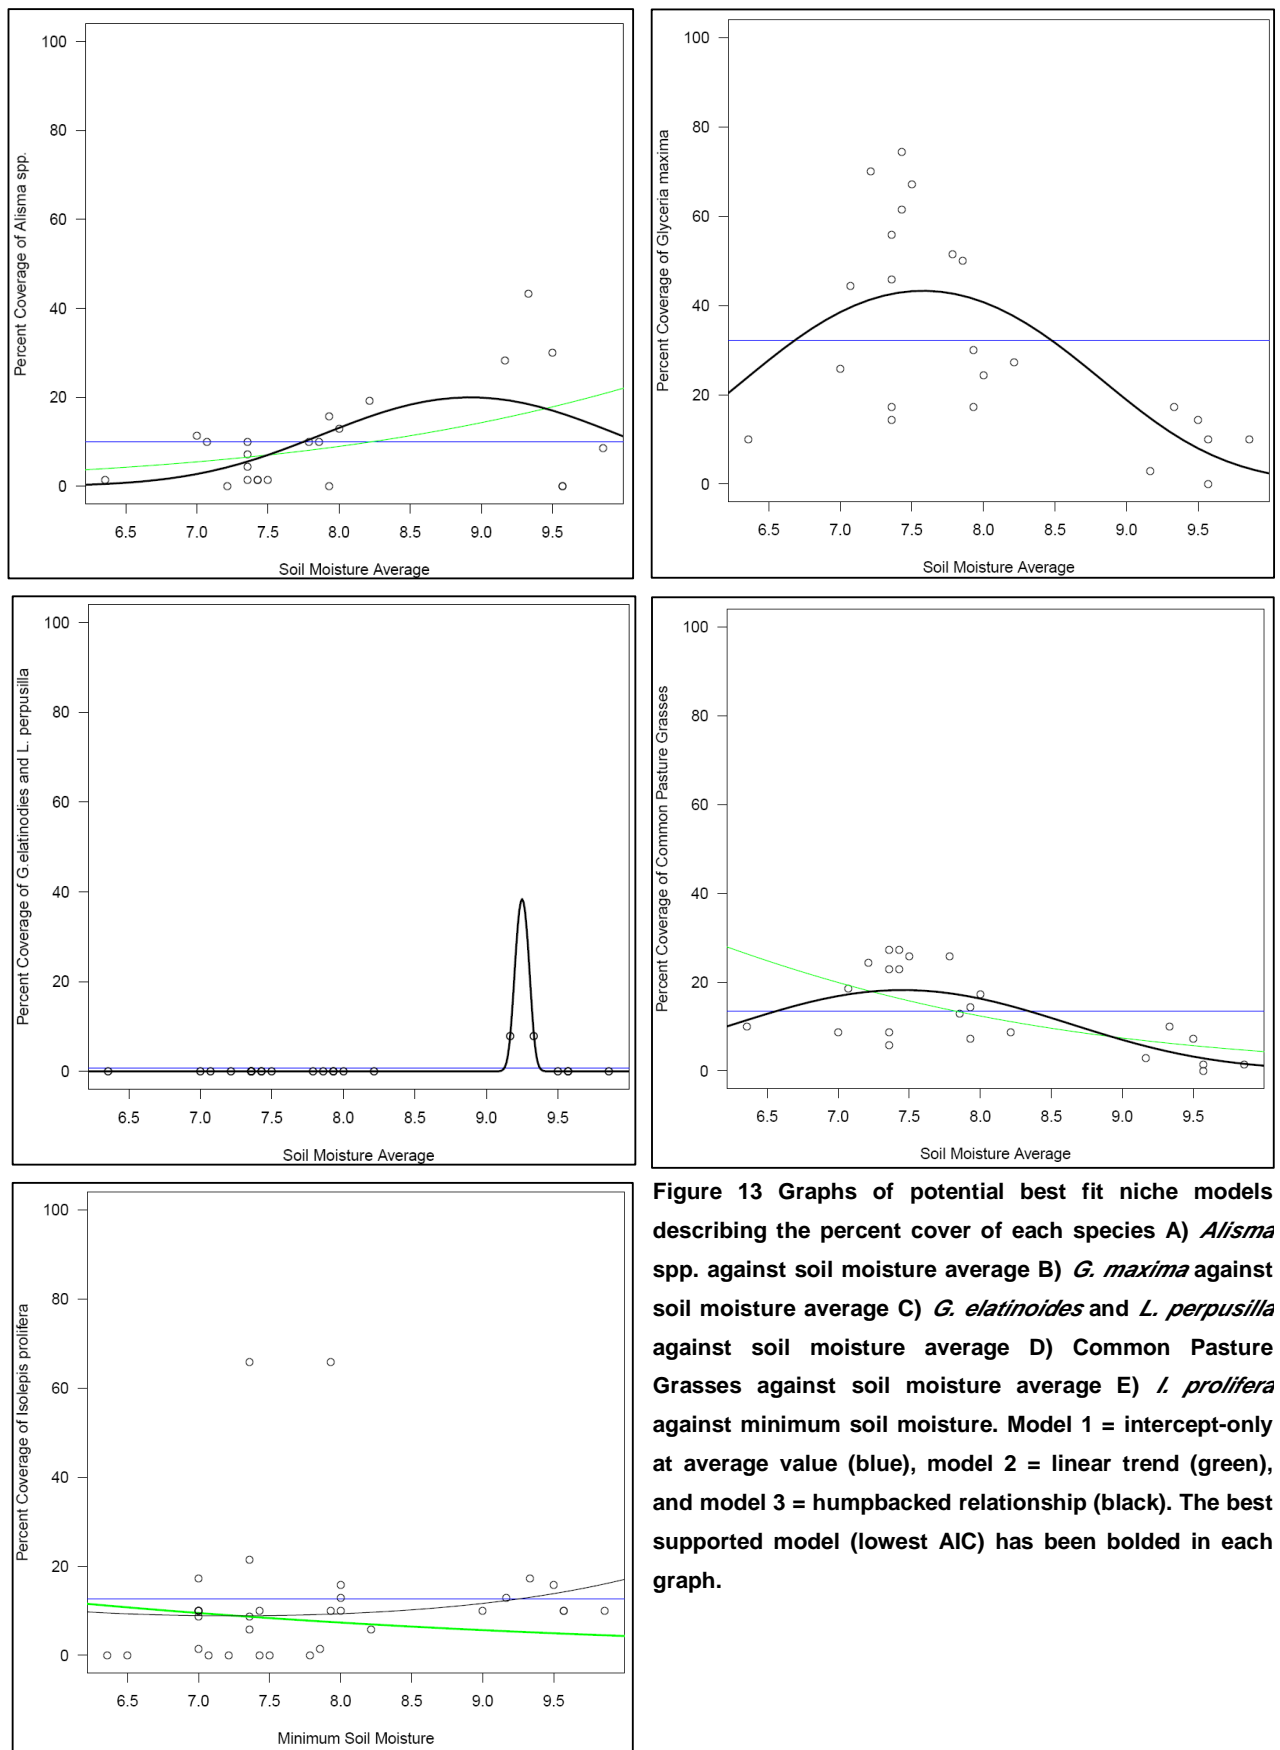 100
80
60
40
20
0
Percent Coverage of Alisma spp.
6.5 7.0 7.5 8.0 8.5 9.0 9.5
Soil Moisture Average
100
80
60
40
20
0
Percent Coverage of Glyceria maxima
6.5 7.0 7.5 8.0 8.5 9.0 9.5
Soil Moisture Average
100
80
60
40
20
0
Percent Coverage of G.elatinodies and L. perpusilla
6.5 7.0 7.5 8.0 8.5 9.0 9.5
Soil Moisture Average
100
80
60
40
20
0
Percent Coverage of Common Pasture Grasses
6.5 7.0 7.5 8.0 8.5 9.0 9.5
Soil Moisture Average
100
80
60
40
20
0
Percent Coverage of Isolepis prolifera
6.5 7.0 7.5 8.0 8.5 9.0 9.5
Minimum Soil Moisture
Figure 13 Graphs of potential best fit niche models
describing the percent cover of each species A) Alisma
spp. against soil moisture average B) G. maxima against
soil moisture average C) G. elatinoides and L. perpusilla
against soil moisture average D) Common Pasture
Grasses against soil moisture average E) I. prolifera
against minimum soil moisture. Model 1 = intercept-only
at average value (blue), model 2 = linear trend (green),
and model 3 = humpbacked relationship (black). The best
supported model (lowest AIC) has been bolded in each
graph.